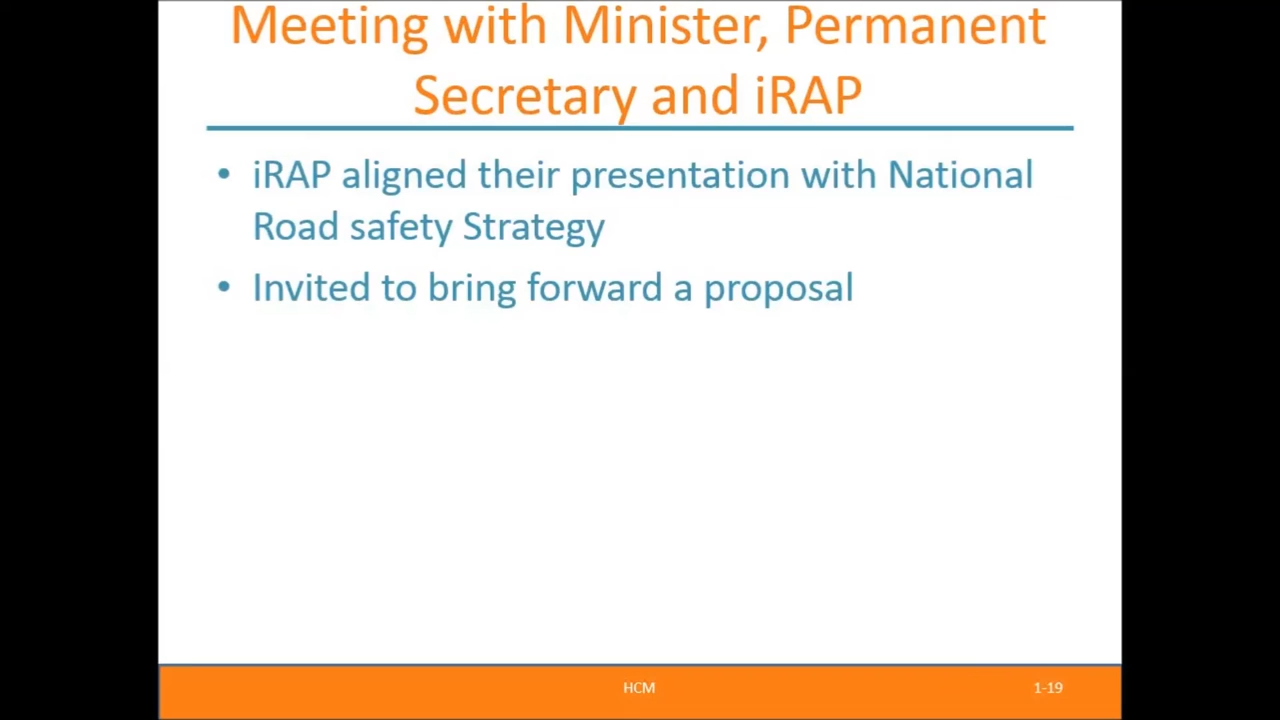 Meeting with Minister, Permanent
Secretary and iRAP
• iRAP aligned their presentation with National
Road safety Strategy
• Invited to bring forward a proposal
HCM
1-19